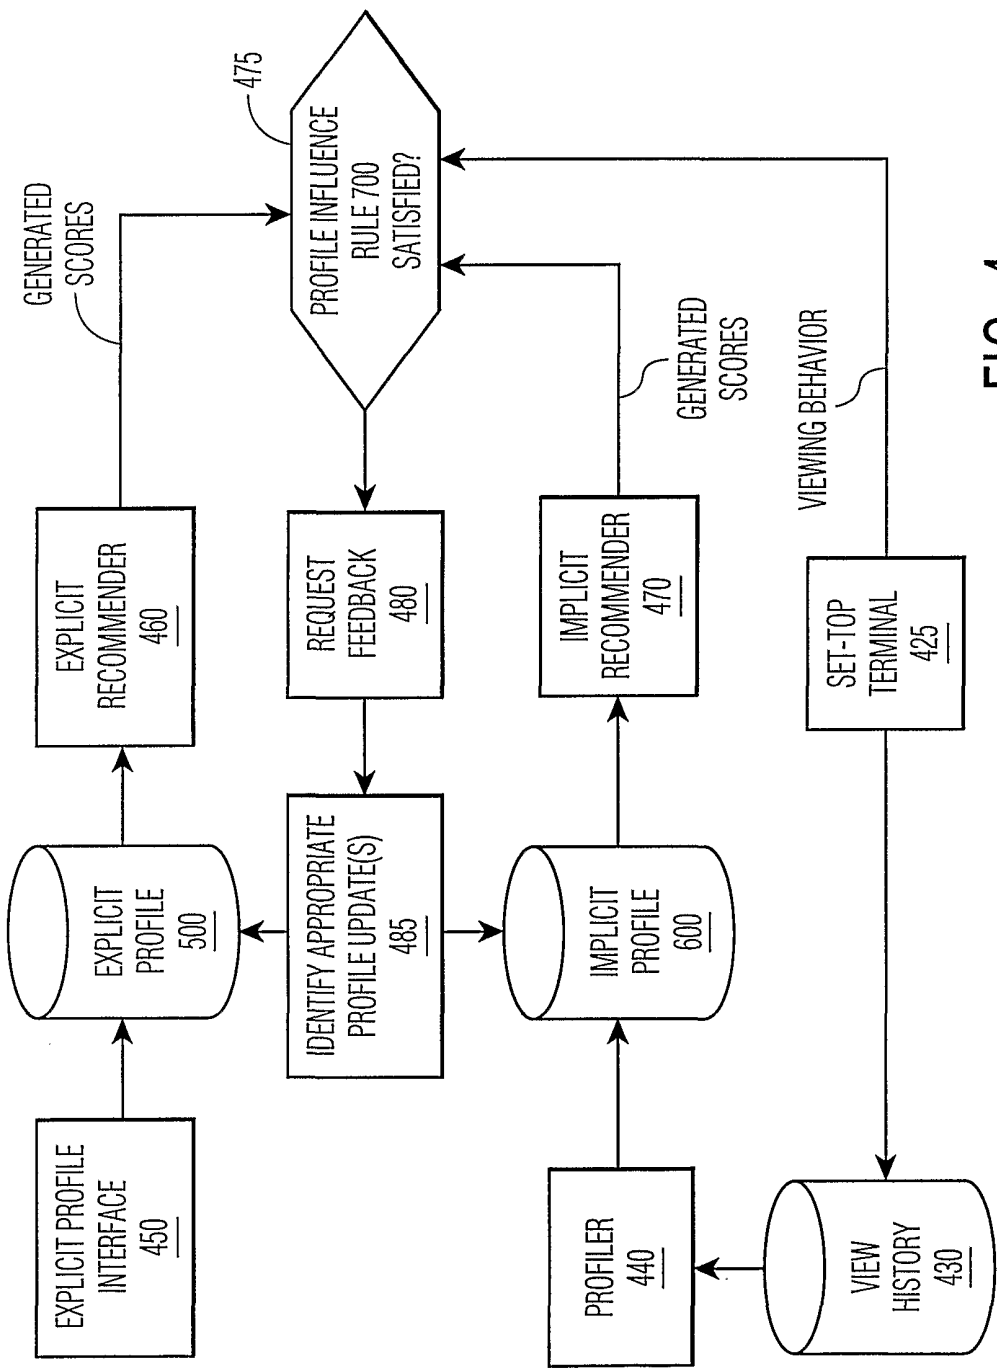 EXPLICIT PROFILE
INTERFACE
450
EXPLICIT
PROFILE
500
EXPLICIT
RECOMMENDER
460
GENERATED
SCORES
475
IDENTIFY APPROPRIATE
PROFILE UPDATE(S)
485
REQUEST
FEEDBACK
480
PROFILE INFLUENCE
RULE 700
SATISFIED?
PROFILER
440
IMPLICIT
PROFILE
600
IMPLICIT
RECOMMENDER
470
GENERATED
SCORES
VIEW
HISTORY
430
SET-TOP
TERMINAL
425
VIEWING BEHAVIOR
FIG. 4